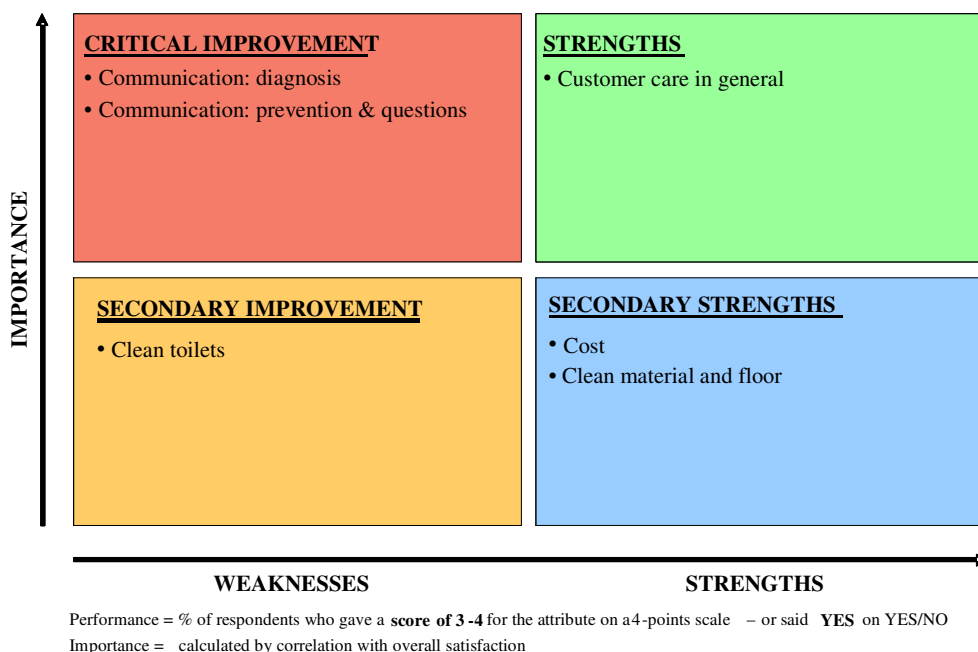 CRITICAL IMPROVEMENT
• Communication: diagnosis
• Communication: prevention & questions
STRENGTHS
• Customer care in general
IMPORTANCE
SECONDARY IMPROVEMENT
• Clean toilets
SECONDARY STRENGTHS
• Cost
• Clean material and floor
WEAKNESSES
STRENGTHS
Performance = % of respondents who gave a score of 3-4 for the attribute on a 4-points scale – or said YES on YES/NO
Importance = calculated by correlation with overall satisfaction